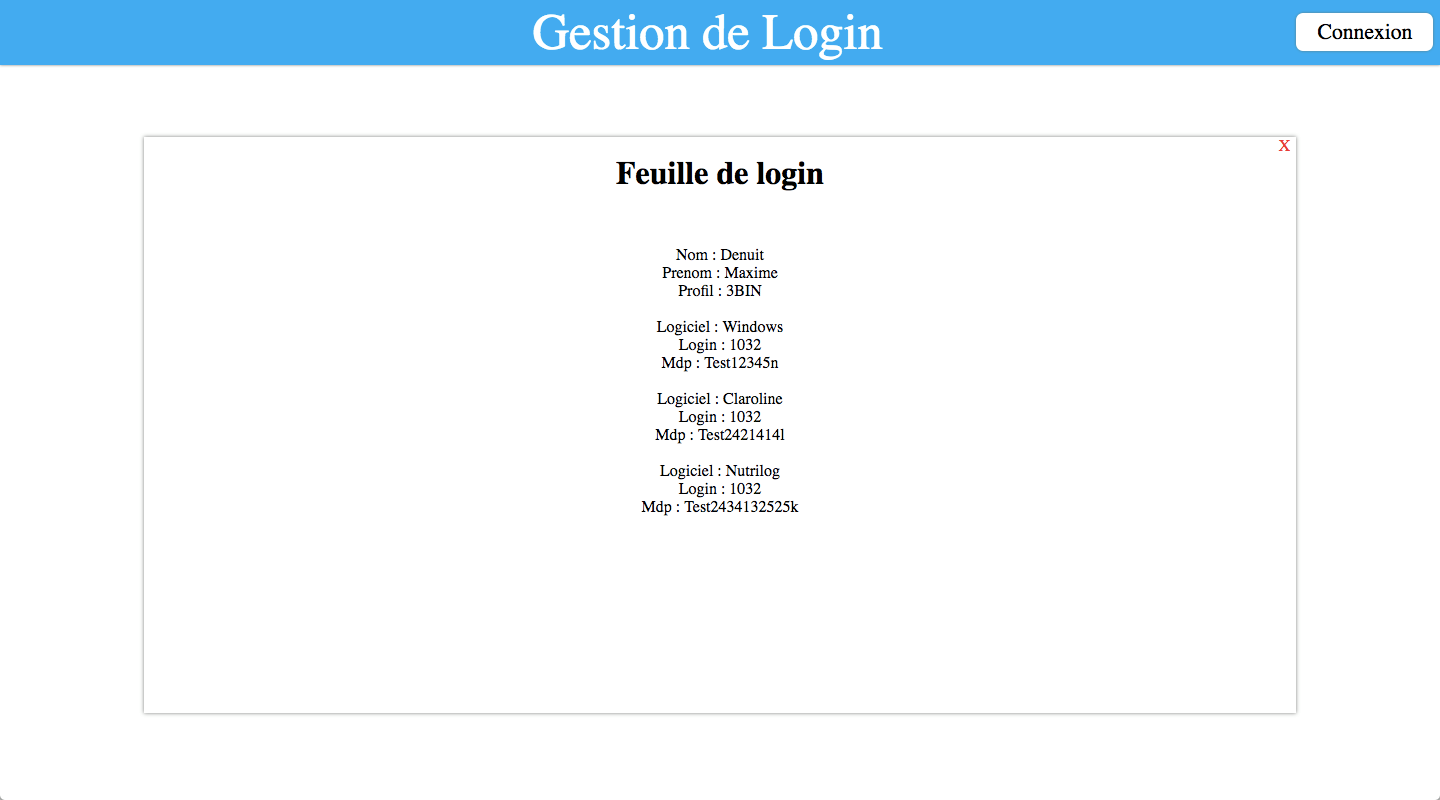 Gestion de Login
Connexion
X
Feuille de login
Nom : Denuit
Prenom : Maxime
Profil : 3BIN
Logiciel : Windows
Login : 1032
Mdp : Test12345n
Logiciel : Claroline
Login : 1032
Mdp : Test2421414l
Logiciel : Nutrilog
Login : 1032
Mdp : Test2434132525k